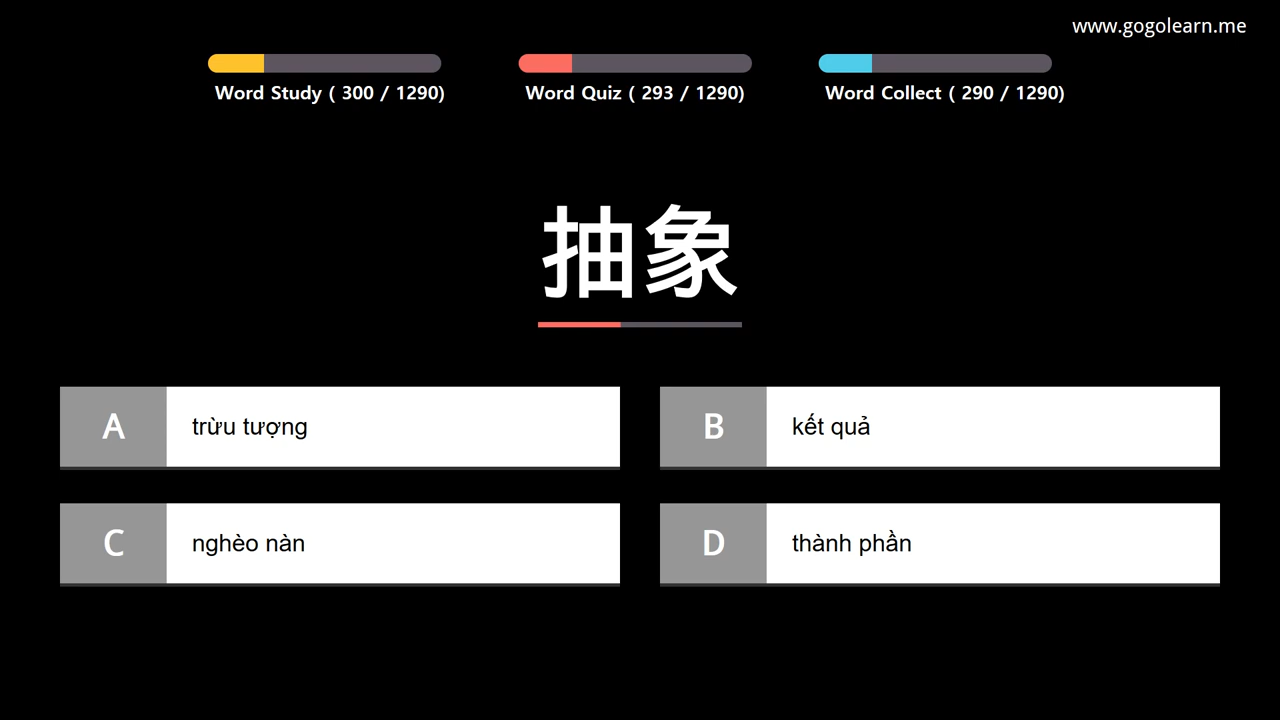 www.gogolearn.me
Word Study ( 300 / 1290)
Word Quiz ( 293 / 1290)
Word Collect ( 290 / 1290)
抽象
A
trừu tượng
B
kết quả
C
nghèo nàn
D
thành phần